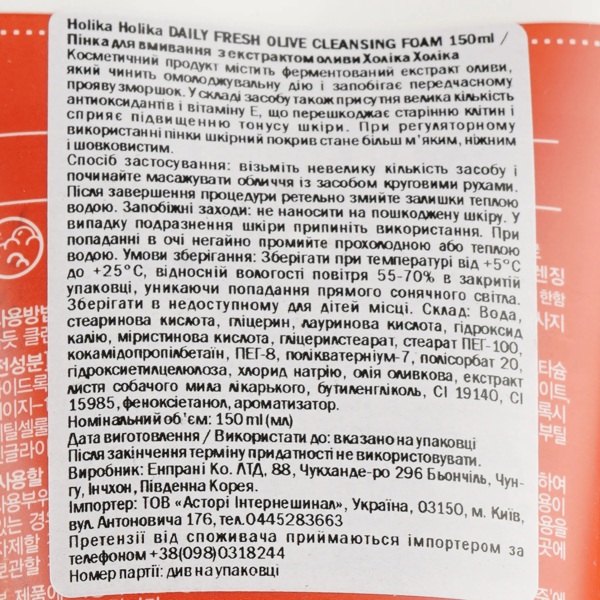 Holika Holika DAILY FRESH OLIVE CLEANSING FOAM 150ml /
Пінка для вмивання з екстрактом оливи Холіка Холіка
Косметичний продукт містить ферментований екстракт оливи,
який чинить омолоджувальну дію і запобігає передчасному
прояву зморшок. У складі засобу також присутня велика кількість
антиоксидантів і вітаміну Е, що перешкоджає старінню клітин і
сприяє підвищенню тонусу шкіри. При регулярному
використанні пінки шкірний покрив стане більш м'яким, ніжним
і шовковистим.
Спосіб застосування: візьміть невелику кількість засобу і
починайте масажувати обличчя із засобом круговими рухами.
Після завершення процедури ретельно змийте залишки теплою
водою. Запобіжні заходи: не наносити на пошкоджену шкіру. У
випадку подразнення шкіри припиніть використання. При
попаданні в очі негайно промийте прохолодною або теплою
водою. Умови зберігання: Зберігати при температурі від +5°С
до +25°С, відносній вологості повітря 55-70% в закритій
упаковці, уникаючи попадання прямого сонячного світла.
Зберігати в недоступному для дітей місці. Склад: Вода,
стеаринова кислота, гліцерин, лауринова кислота, гідроксид
калію, міристинова кислота, гліцерилстеарат, стеарат ПЕГ-100,
кокамідопропілбетаїн, ПЕГ-8, полікватерніум-7, полісорбат 20,
гідроксиетилцелюлоза, хлорид натрію, олія оливкова, екстракт
листя собачого мила лікарського, бутиленгліколь, CI 19140, CI
15985, феноксіетанол, ароматизатор.
Номінальний об'єм: 150 ml (мл)
Дата виготовлення / Використати до: вказано на упаковці
Після закінчення терміну придатності не використовувати.
Виробник: Енпрані Ко. ЛТД, 88, Чукханде-ро 296 Бьончіль, Чун-
гу, Інчхон, Південна Корея.
Імпортер: ТОВ «Асторі Інтернешинал», Україна, 03150, м. Київ,
вул. Антоновича 176, тел. 0445283663
Претензії від споживача приймаються імпортером за
телефоном +38(098)0318244
Номер партії: див на упаковці